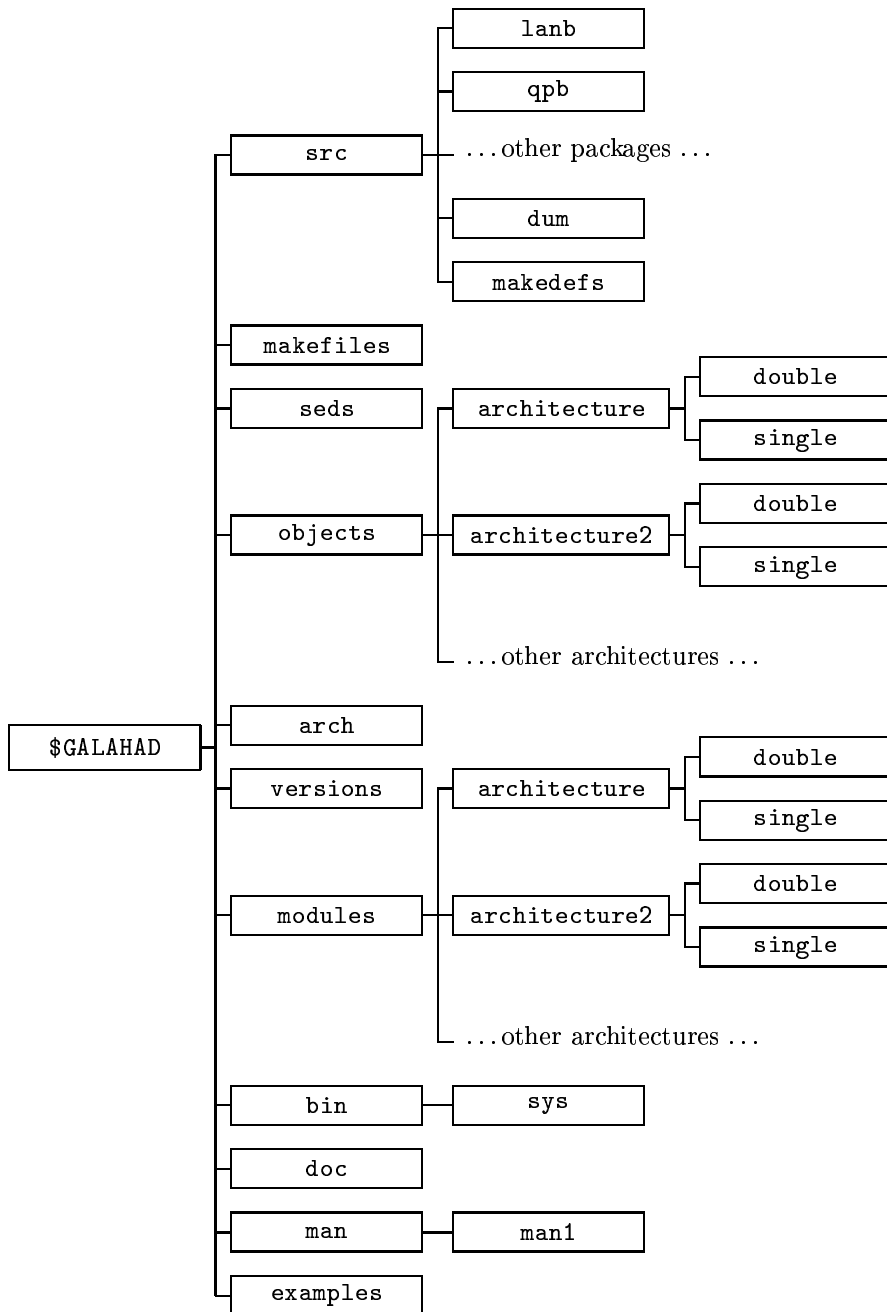 lanb
qpb
src
...other packages ...
dum
makedefs
makefiles
double
seds
architecture
single
double
objects
architecture2
single
...other architectures ...
arch
$GALAHAD
double
versions
architecture
single
double
modules
architecture2
single
...other architectures ...
bin
sys
doc
man
man1
examples